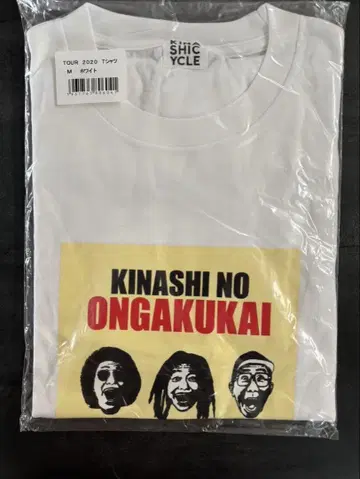 TOUR 2020 Tシャツ
M ホワイト
SHIC
YCLE
KINASHI NO
ONGAKUKAI